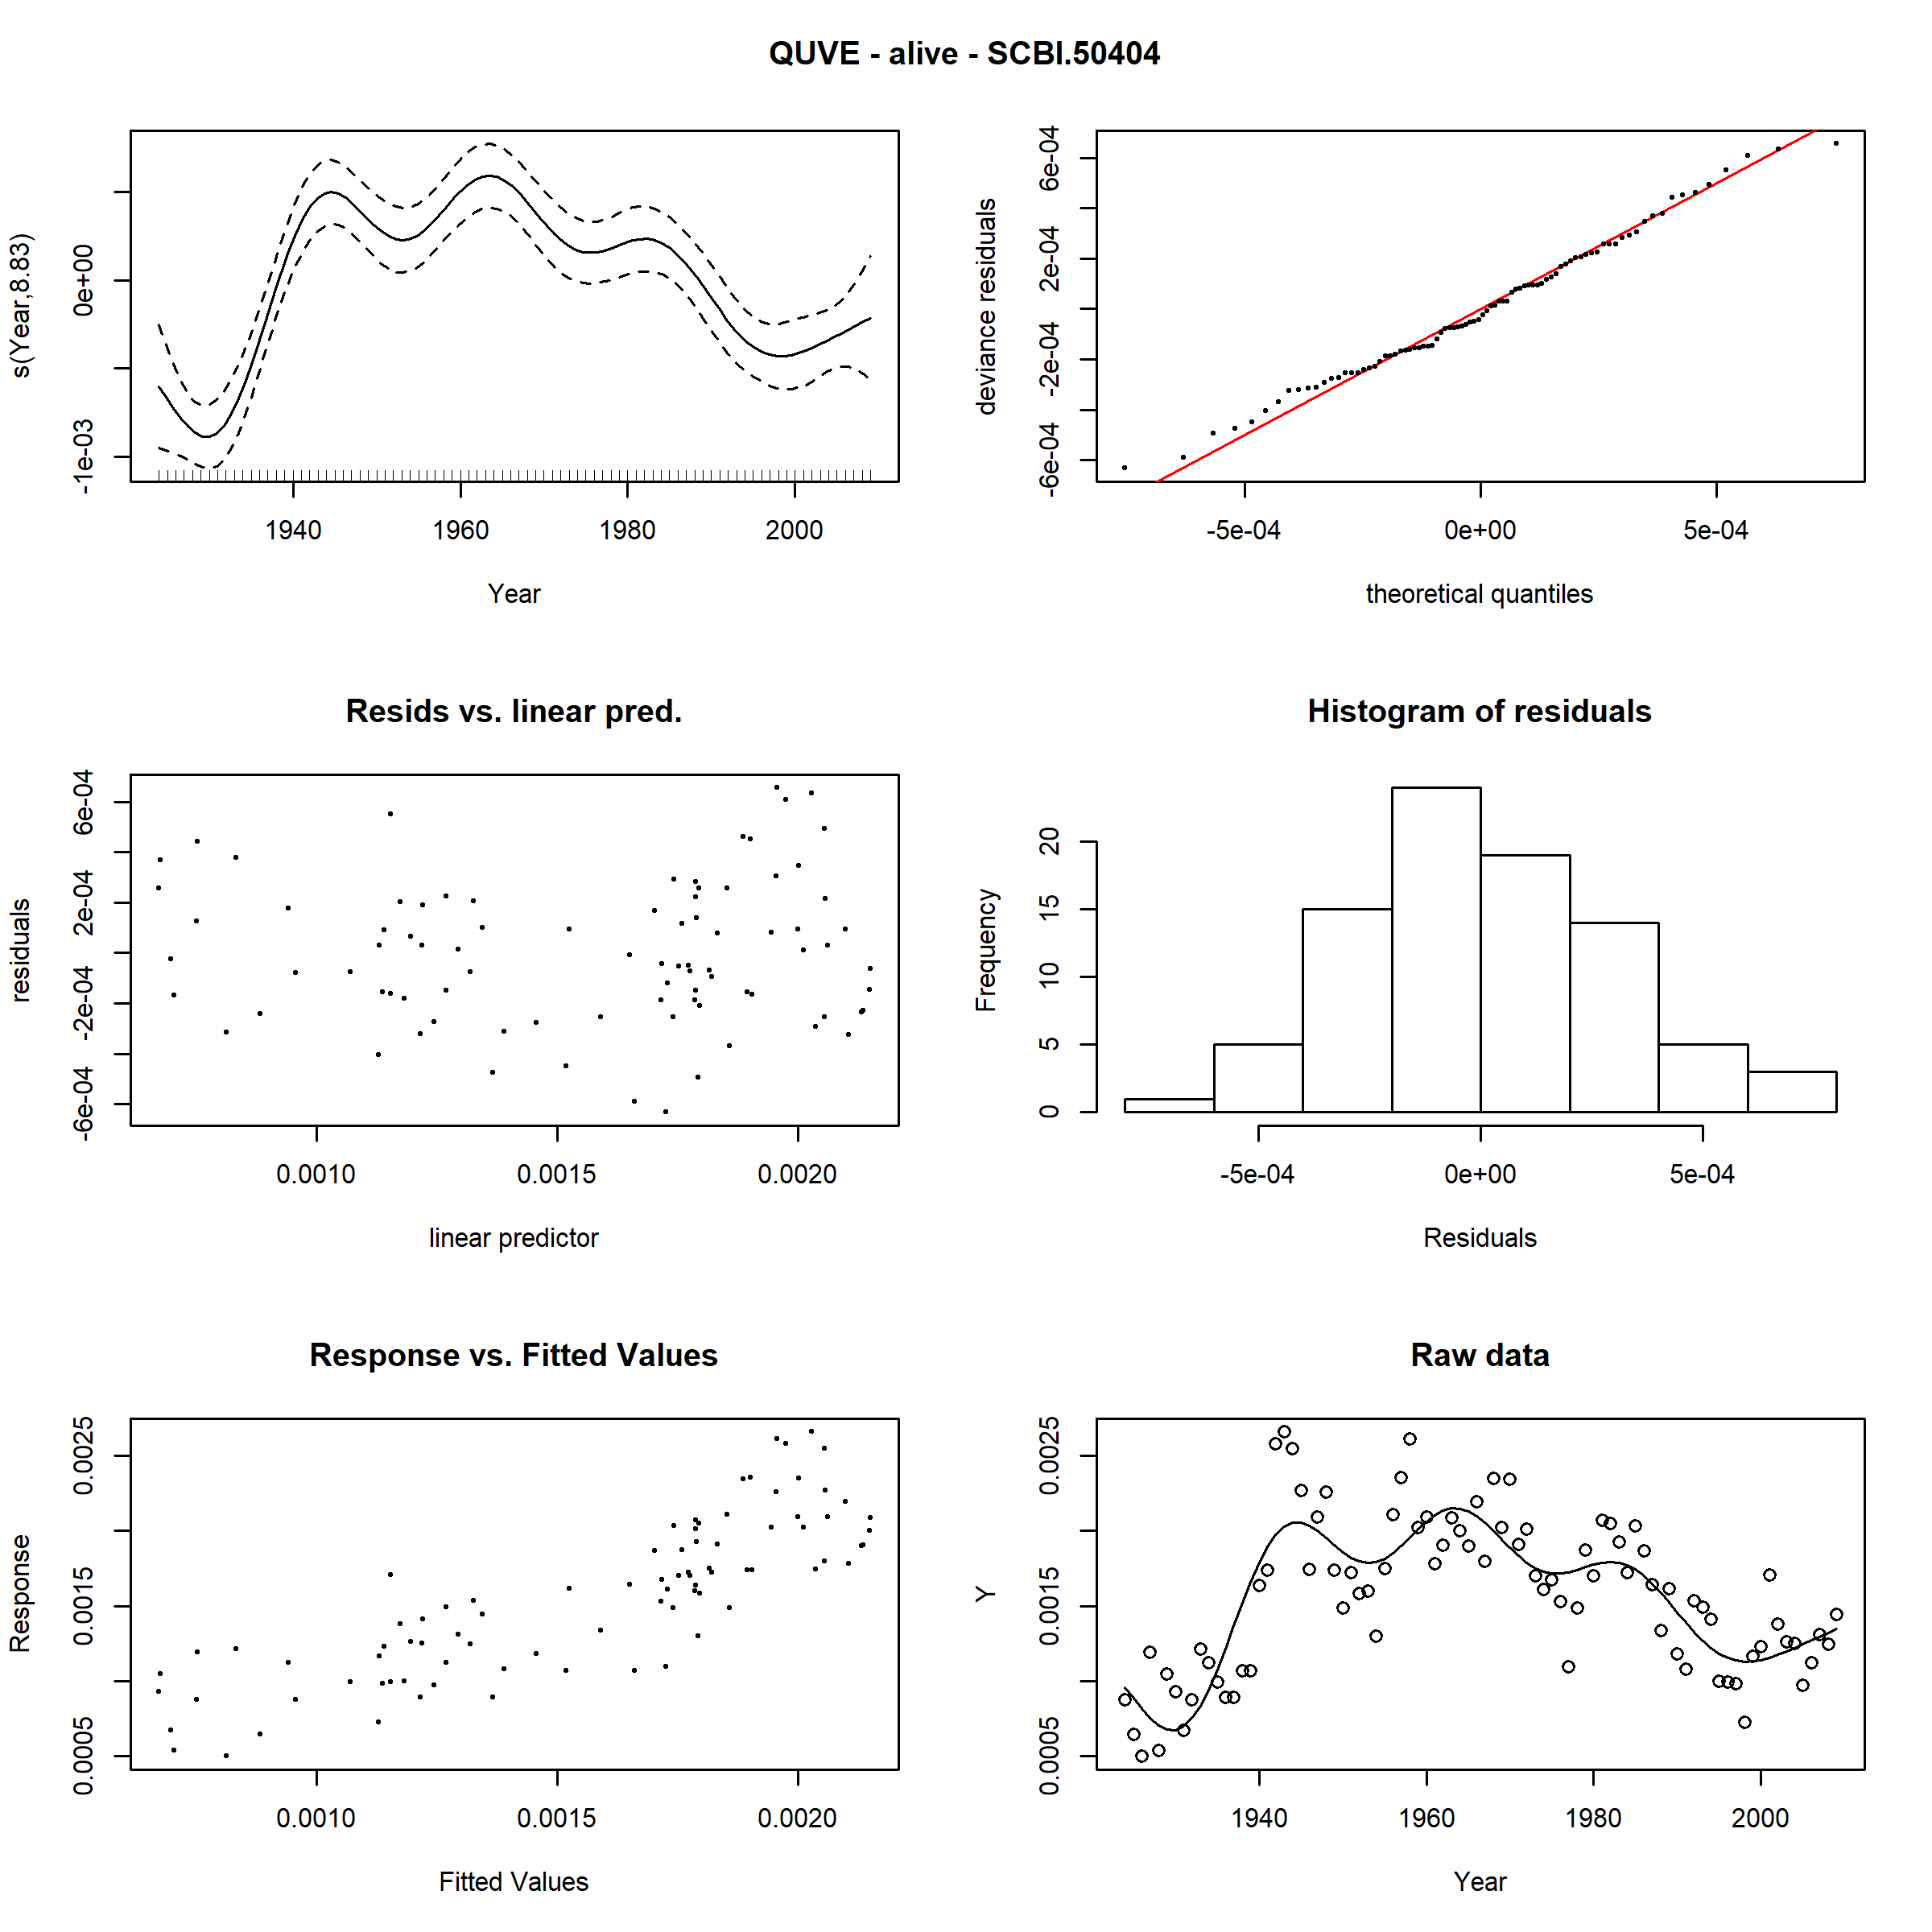 QUVE - alive - SCBI.50404
s(Year,8.83)
-1e-03 0e+00
1940 1960 1980 2000
Year
deviance residuals
-6e-04 -2e-04 2e-04 6e-04
-5e-04 0e+00 5e-04
theoretical quantiles
Resids vs. linear pred.
residuals
-6e-04 -2e-04 2e-04 6e-04
0.0010 0.0015 0.0020
linear predictor
Histogram of residuals
Frequency
0 5 10 15 20
-5e-04 0e+00 5e-04
Residuals
Response vs. Fitted Values
Response
0.0005 0.0015 0.0025
0.0010 0.0015 0.0020
Fitted Values
Raw data
Y
0.0005 0.0015 0.0025
1940 1960 1980 2000
Year